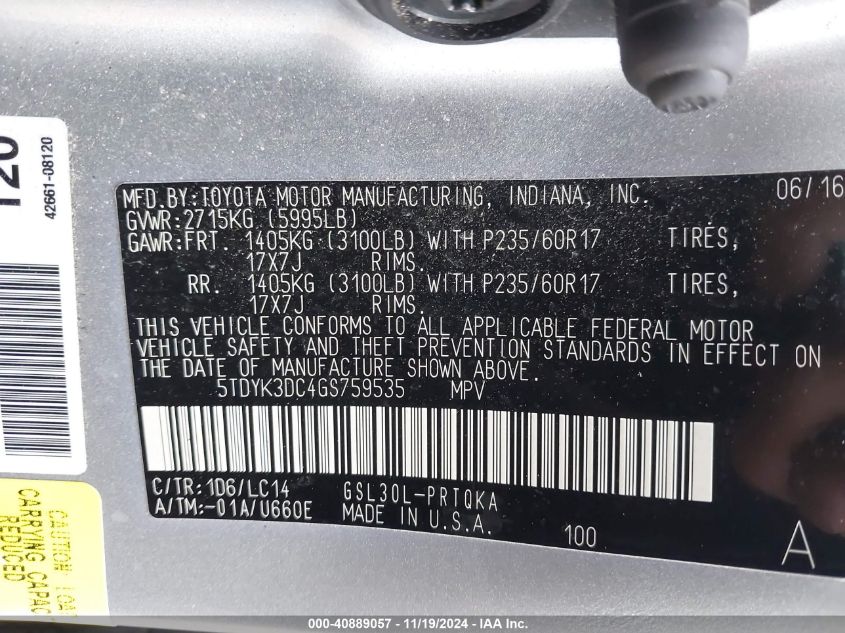 120
42661-08120
MFD.BY:TOYOTA MOTOR MANUFACTURING, INDIANA, INC. 06/16
GVWR:2715KG (5995LB)
GAWR:FRT. 1405KG (3100LB) WITH P235/60R17 TIRES,
17X7J RIMS.
RR. 1405KG (3100LB) WITH P235/60R17 TIRES,
17X7J RIMS.
THIS VEHICLE CONFORMS TO ALL APPLICABLE FEDERAL MOTOR
VEHICLE SAFETY AND THEFT PREVENTION STANDARDS IN EFFECT ON
THE DATE OF MANUFACTURE SHOWN ABOVE.
5TDYK3DC4GS759535 MPV
C/TR:1D6/LC14 GSL30L-PRTQKA
A/TM:-01A/U660E MADE IN U.S.A.
100
A
CARRYING CAPAC
REDUCED
000-40889057 - 11/19/2024 - IAA, Inc.